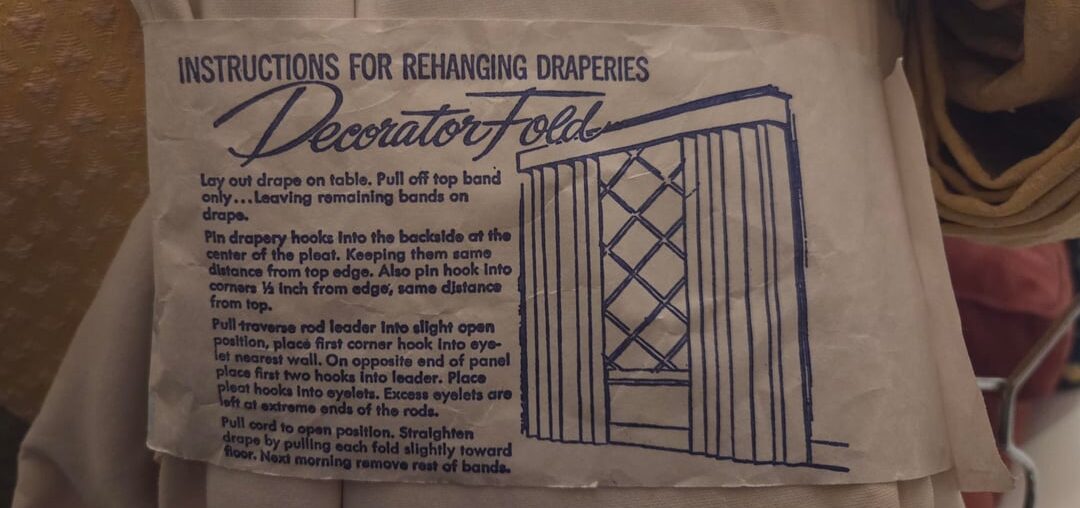 INSTRUCTIONS FOR REHANGING DRAPERIES
Decorator Fold
Lay out drape on table. Pull off top band
only...Leaving remaining bands on
drape.
Pin drapery hooks into the backside at the
center of the pleat. Keeping them same
distance from top edge. Also pin hook into
corners ½ inch from edge, same distance
from top.
Pull traverse rod leader into slight open
position, place first corner hook into eye-
let nearest wall. On opposite end of panel
place first two hooks into leader. Place
pleat hooks into eyelets. Excess eyelets are
left at extreme ends of the rods.
Pull cord to open position. Straighten
drape by pulling each fold slightly toward
floor. Next morning remove rest of bands.